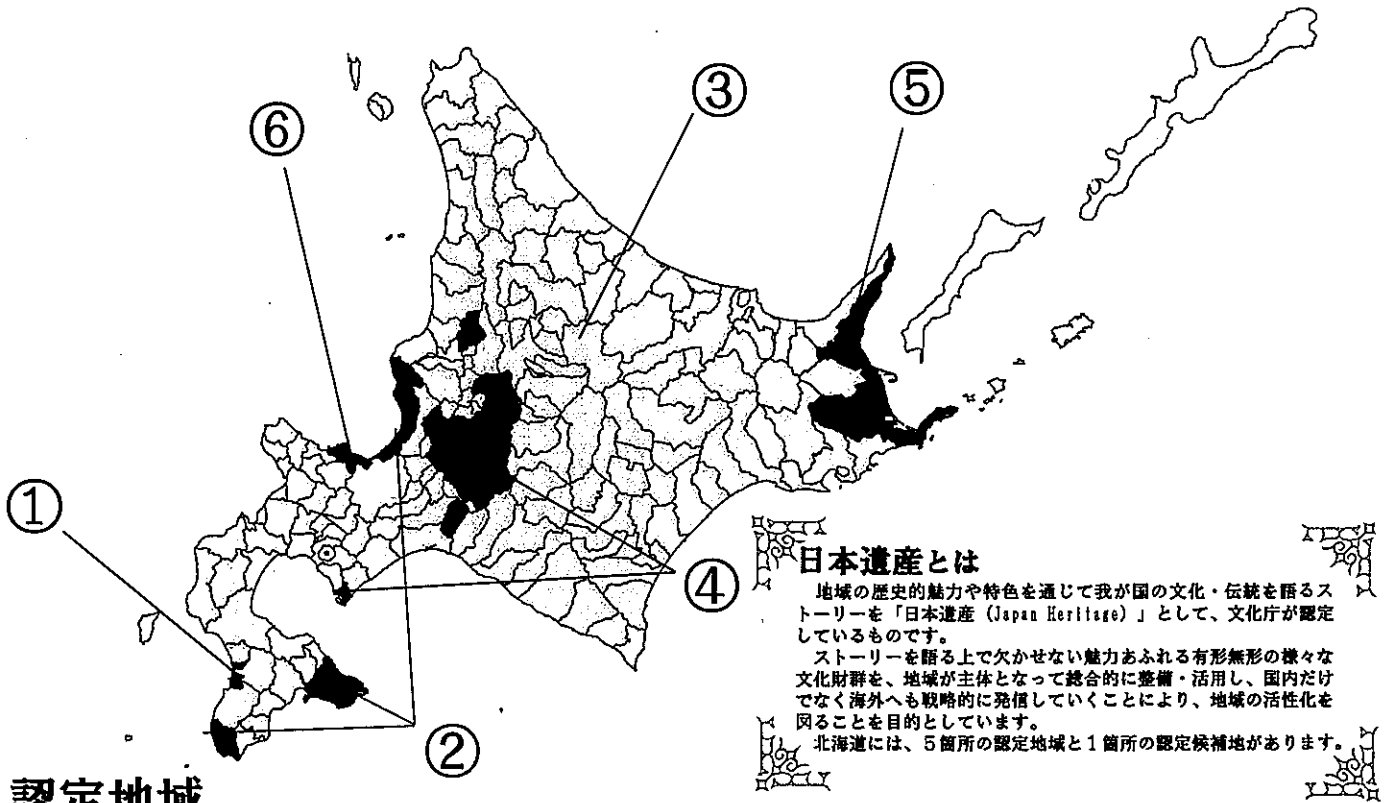 ③
⑤
⑥
①
④
②
日本遺産とは
地域の歴史的魅力や特色を通じて我が国の文化・伝統を語るス
トーリーを「日本遺産（Japan Heritage）」として、文化庁が認定
しているものです。
ストーリーを語る上で欠かせない魅力あふれる有形無形の様々な
文化財群を、地域が主体となって総合的に整備・活用し、国内だけ
でなく海外へも戦略的に発信していくことにより、地域の活性化を
図ることを目的としています。
北海道には、５箇所の認定地域と１箇所の認定候補地があります。
認定地域